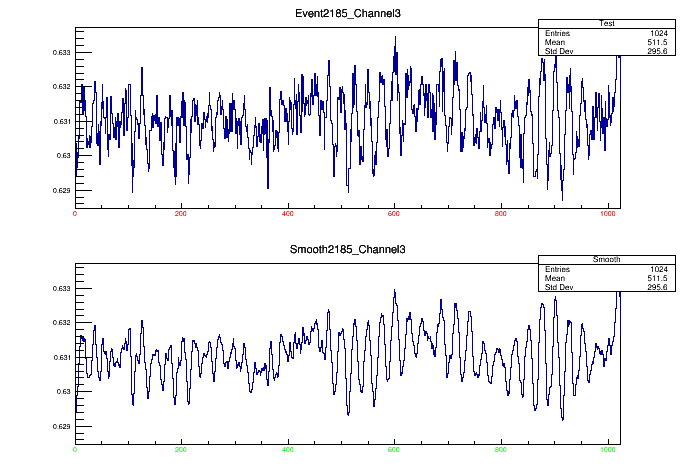 Event2185_Channel3
Test
Entries 1024
Mean 511.5
Std Dev 295.6
0.633
0.632
0.631
0.63
0.629
0 200 400 600 800 1000
Smooth2185_Channel3
Smooth
Entries 1024
Mean 511.5
Std Dev 295.6
0.633
0.632
0.631
0.63
0.629
0 200 400 600 800 1000